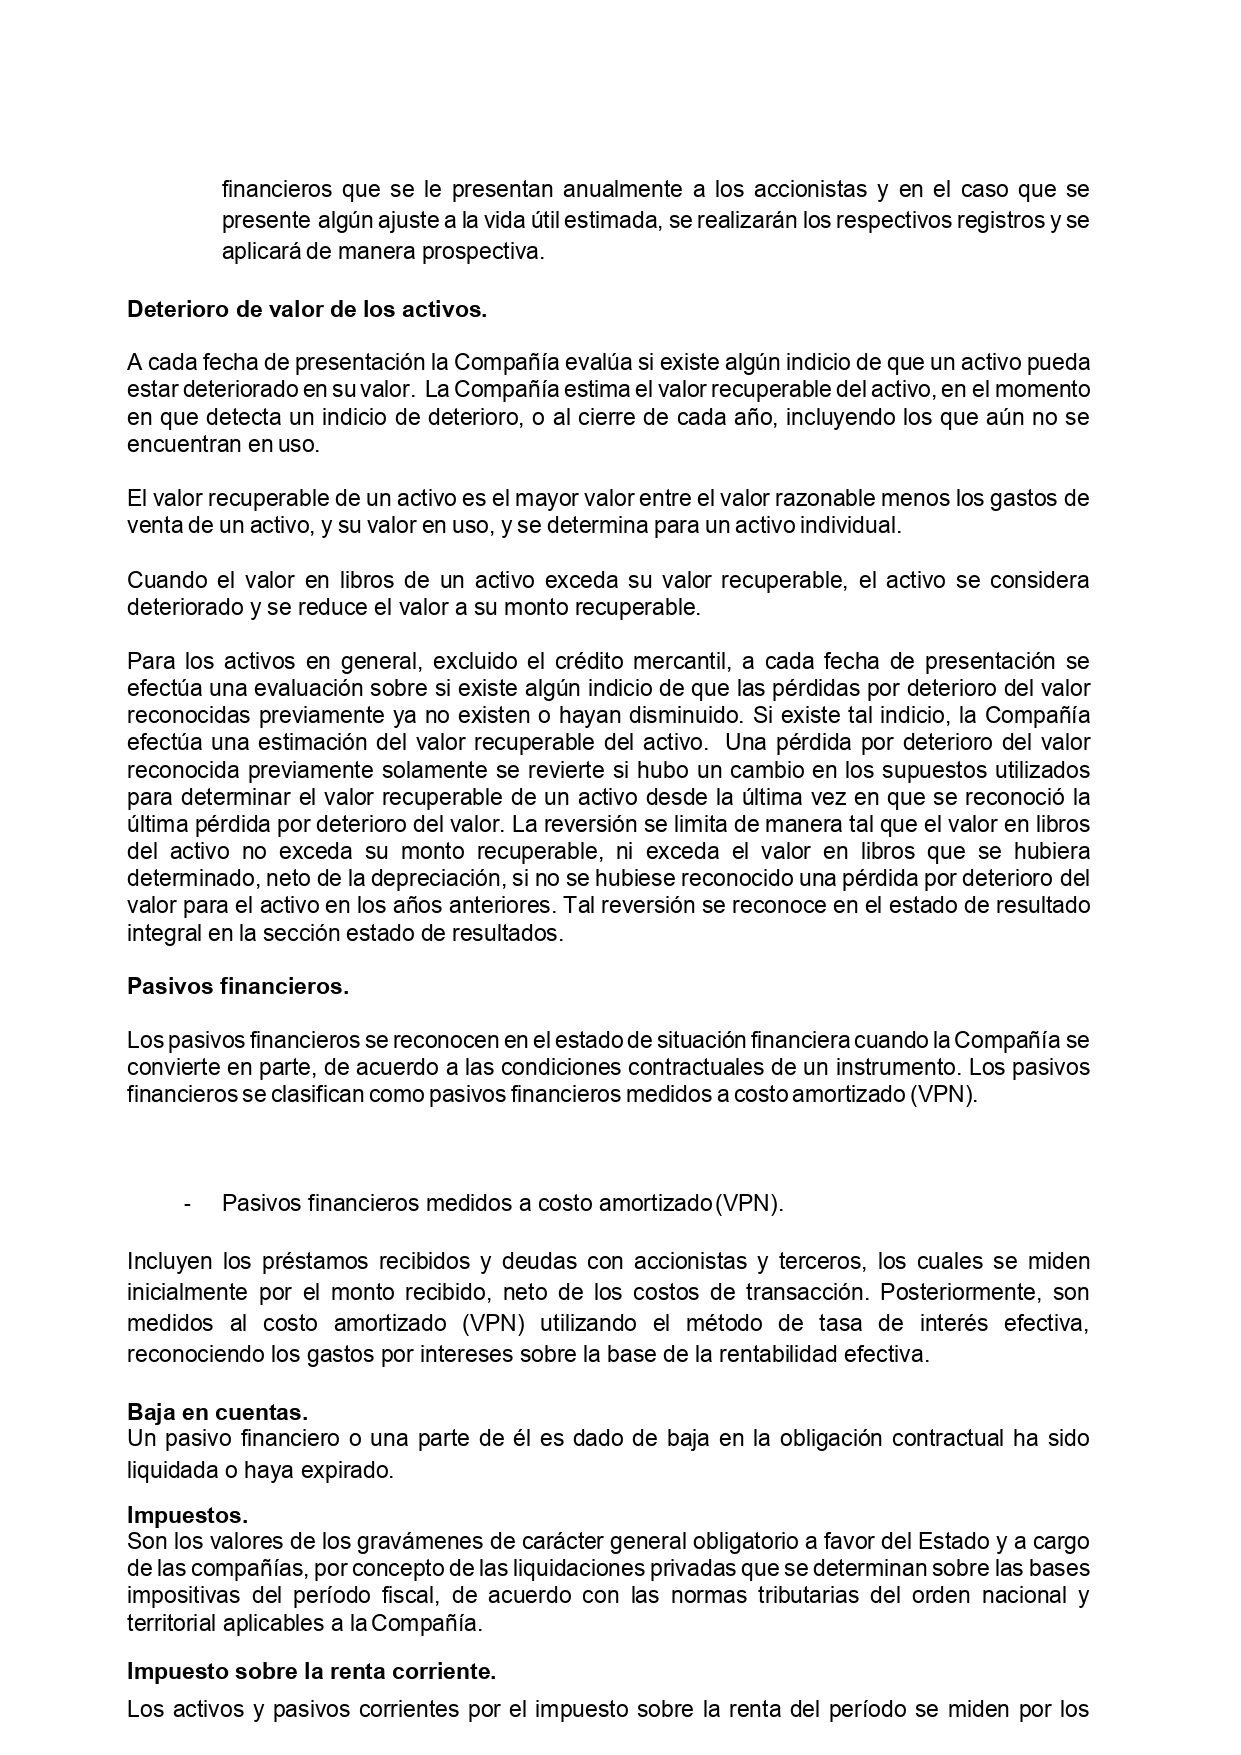 financieros que se le presentan anualmente a los accionistas y en el caso que se
presente algún ajuste a la vida útil estimada, se realizarán los respectivos registros y se
aplicará de manera prospectiva.
Deterioro de valor de los activos.
A cada fecha de presentación la Compañía evalúa si existe algún indicio de que un activo pueda
estar deteriorado en su valor. La Compañía estima el valor recuperable del activo, en el momento
en que detecta un indicio de deterioro, o al cierre de cada año, incluyendo los que aún no se
encuentran en uso.
El valor recuperable de un activo es el mayor valor entre el valor razonable menos los gastos de
venta de un activo, y su valor en uso, y se determina para un activo individual.
Cuando el valor en libros de un activo exceda su valor recuperable, el activo se considera
deteriorado y se reduce el valor a su monto recuperable.
Para los activos en general, excluido el crédito mercantil, a cada fecha de presentación se
efectúa una evaluación sobre si existe algún indicio de que las pérdidas por deterioro del valor
reconocidas previamente ya no existen o hayan disminuido. Si existe tal indicio, la Compañía
efectúa una estimación del valor recuperable del activo. Una pérdida por deterioro del valor
reconocida previamente solamente se revierte si hubo un cambio en los supuestos utilizados
para determinar el valor recuperable de un activo desde la última vez en que se reconoció la
última pérdida por deterioro del valor. La reversión se limita de manera tal que el valor en libros
del activo no exceda su monto recuperable, ni exceda el valor en libros que se hubiera
determinado, neto de la depreciación, si no se hubiese reconocido una pérdida por deterioro del
valor para el activo en los años anteriores. Tal reversión se reconoce en el estado de resultado
integral en la sección estado de resultados.
Pasivos financieros.
Los pasivos financieros se reconocen en el estado de situación financiera cuando la Compañía se
convierte en parte, de acuerdo a las condiciones contractuales de un instrumento. Los pasivos
financieros se clasifican como pasivos financieros medidos a costo amortizado (VPN).
- Pasivos financieros medidos a costo amortizado (VPN).
Incluyen los préstamos recibidos y deudas con accionistas y terceros, los cuales se miden
inicialmente por el monto recibido, neto de los costos de transacción. Posteriormente, son
medidos al costo amortizado (VPN) utilizando el método de tasa de interés efectiva,
reconociendo los gastos por intereses sobre la base de la rentabilidad efectiva.
Baja en cuentas.
Un pasivo financiero o una parte de él es dado de baja en la obligación contractual ha sido
liquidada o haya expirado.
Impuestos.
Son los valores de los gravámenes de carácter general obligatorio a favor del Estado y a cargo
de las compañías, por concepto de las liquidaciones privadas que se determinan sobre las bases
impositivas del período fiscal, de acuerdo con las normas tributarias del orden nacional y
territorial aplicables a la Compañía.
Impuesto sobre la renta corriente.
Los activos y pasivos corrientes por el impuesto sobre la renta del período se miden por los